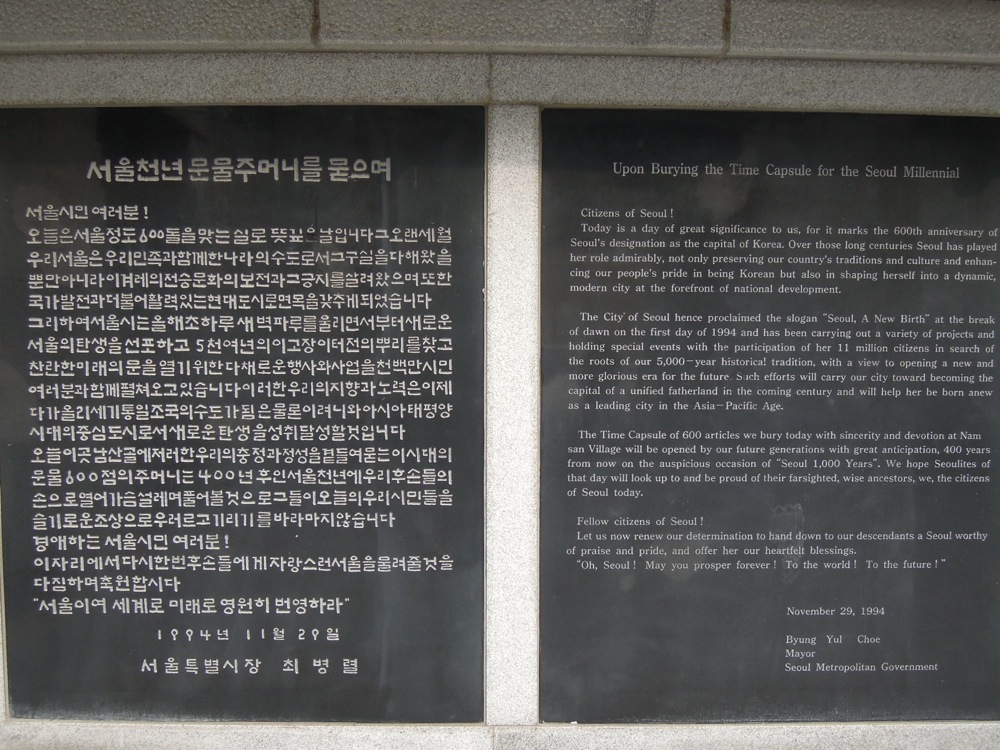 서울천년 문물주머니를 묻으며
서울시민 여러분!
오늘은서울정도600돌을맞는실로뜻깊은날입니다그오랜세월
우리서울은우리민족과함께한나라의수도로서그구실을다해왔을
뿐만아니라이겨레의전승문화의보전과그긍지를살려왔으며또한
국가발전과더불어활력있는현대도시로면목을갖추게되었습니다
그리하여서울시는올해초하루새벽파루를울리면서부터새로운
서울의탄생을선포하고 5천여년의이고장이터전의뿌리를찾고
찬란한미래의문을열기위한다채로운행사와사업을천백만시민
여러분과함께펼쳐오고있습니다이러한우리의지향과노력은이제
다가올리세기통일조국의수도가됨은물론이려니와아시아태평양
시대의중심도시로서새로운탄생을성취달성할것입니다
오늘이곳남산골에저러한우리의충정과정성을곁들여묻는이시대의
문물600점의주머니는400년후인서울천년에우리후손들의
손으로열어가슴설레며풀어볼것으로그들이오늘의우리시민들을
슬기로운조상으로우러르고기리기를바라마지않습니다
경애하는 서울시민 여러분!
이자리에서다시한번후손들에게자랑스런서울을물려줄것을
다짐하며축원합시다
"서울이여 세계로 미래로 영원히 번영하라"
1994년 11월 29일
서울특별시장 최병렬
Upon Burying the Time Capsule for the Seoul Millennial
Citizens of Seoul!
Today is a day of great significance to us, for it marks the 600th anniversary of
Seoul's designation as the capital of Korea. Over those long centuries Seoul has played
her role admirably, not only preserving our country's traditions and culture and enhan-
cing our people's pride in being Korean but also in shaping herself into a dynamic,
modern city at the forefront of national development.
The City of Seoul hence proclaimed the slogan "Seoul, A New Birth" at the break
of dawn on the first day of 1994 and has been carrying out a variety of projects and
holding special events with the participation of her 11 million citizens in search of
the roots of our 5,000-year historical tradition, with a view to opening a new and
more glorious era for the future. Such efforts will carry our city toward becoming the
capital of a unified fatherland in the coming century and will help her be born anew
as a leading city in the Asia-Pacific Age.
The Time Capsule of 600 articles we bury today with sincerity and devotion at Nam
san Village will be opened by our future generations with great anticipation, 400 years
from now on the auspicious occasion of "Seoul 1,000 Years". We hope Seoulites of
that day will look up to and be proud of their farsighted, wise ancestors, we, the citizens
of Seoul today.
Fellow citizens of Seoul!
Let us now renew our determination to hand down to our descendants a Seoul worthy
of praise and pride, and offer her our heartfelt blessings.
"Oh, Seoul! May you prosper forever! To the world! To the future!"
November 29, 1994
Byung Yul Choe
Mayor
Seoul Metropolitan Government